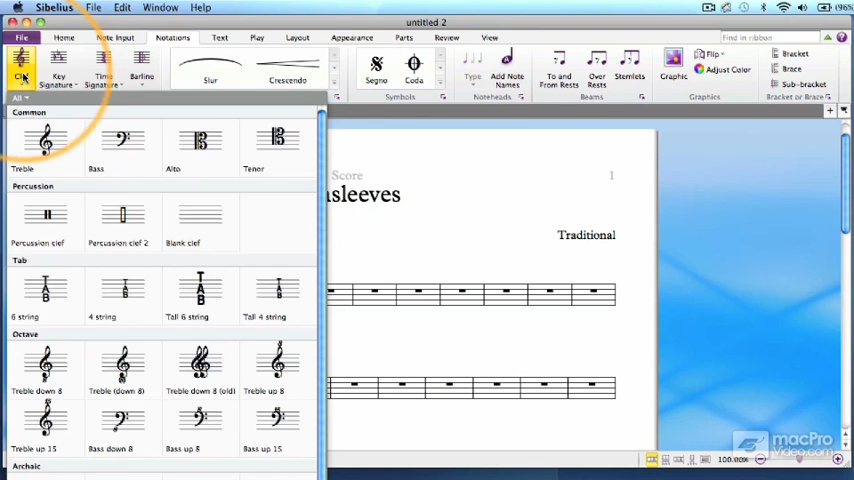 Sibelius File Edit Window Help (96%
untitled 2
File Home Note Input Notations Text Play Layout Appearance Parts Review View Find in ribbon
Clef Key Signature Time Signature Barline Slur Crescendo Segno Coda Type Add Note Names To and From Rests Over Rests Stemlets Graphic Flip Adjust Color Bracket Brace Sub-bracket
Symbols Noteheads Beams Graphics Bracket or Brace
All
Common
Treble Bass Alto Tenor
Percussion
Percussion clef Percussion clef 2 Blank clef
Tab
6 string 4 string Tall 6 string Tall 4 string
Octave
Treble down 8 Treble (down 8) Treble down 8 (old) Treble up 8
Treble up 15 Bass down 8 Bass up 8 Bass up 15
Archaic
Score 1
nsleeves
Traditional
macPro
Video.com
100.00%